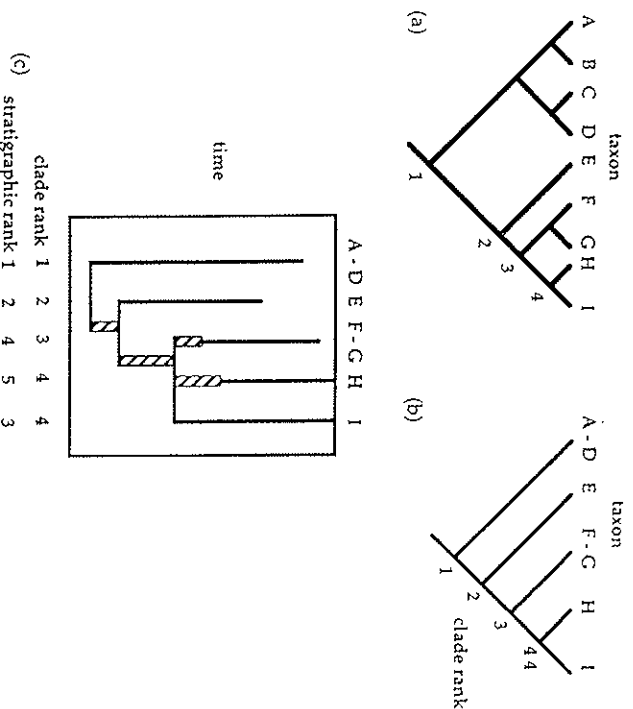 (a)
taxon
A B C D E F G H I
1
2
3
4
(b)
taxon
A - D E F - G H I
1
2
3
4 4
clade rank
time
A - D E F - G H I
(c)
clade rank 1 2 3 4 4
stratigraphic rank 1 2 4 5 3